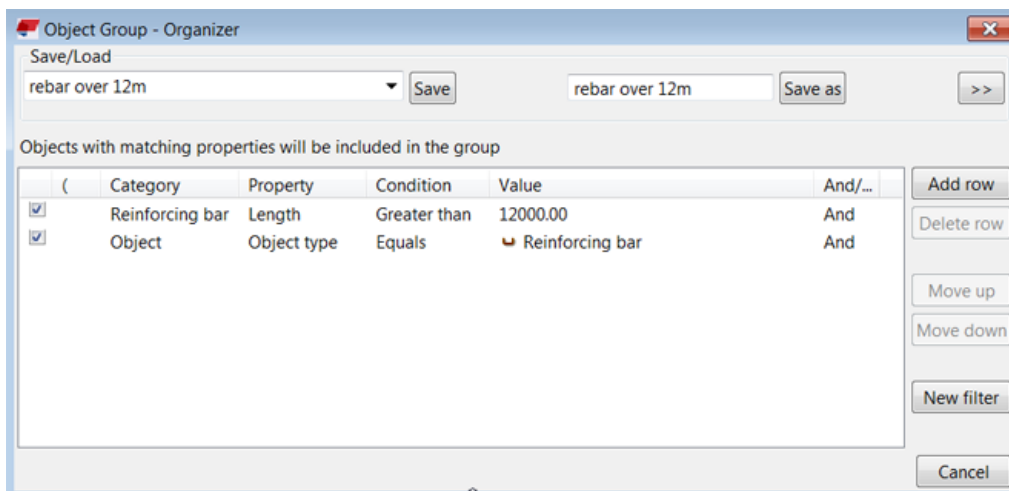 Object Group - Organizer
Save/Load
rebar over 12m Save rebar over 12m Save as >>
Objects with matching properties will be included in the group
( Category Property Condition Value And/... Add row
Reinforcing bar Length Greater than 12000.00 And
Delete row
Object Object type Equals Reinforcing bar And
Move up
Move down
New filter
Cancel